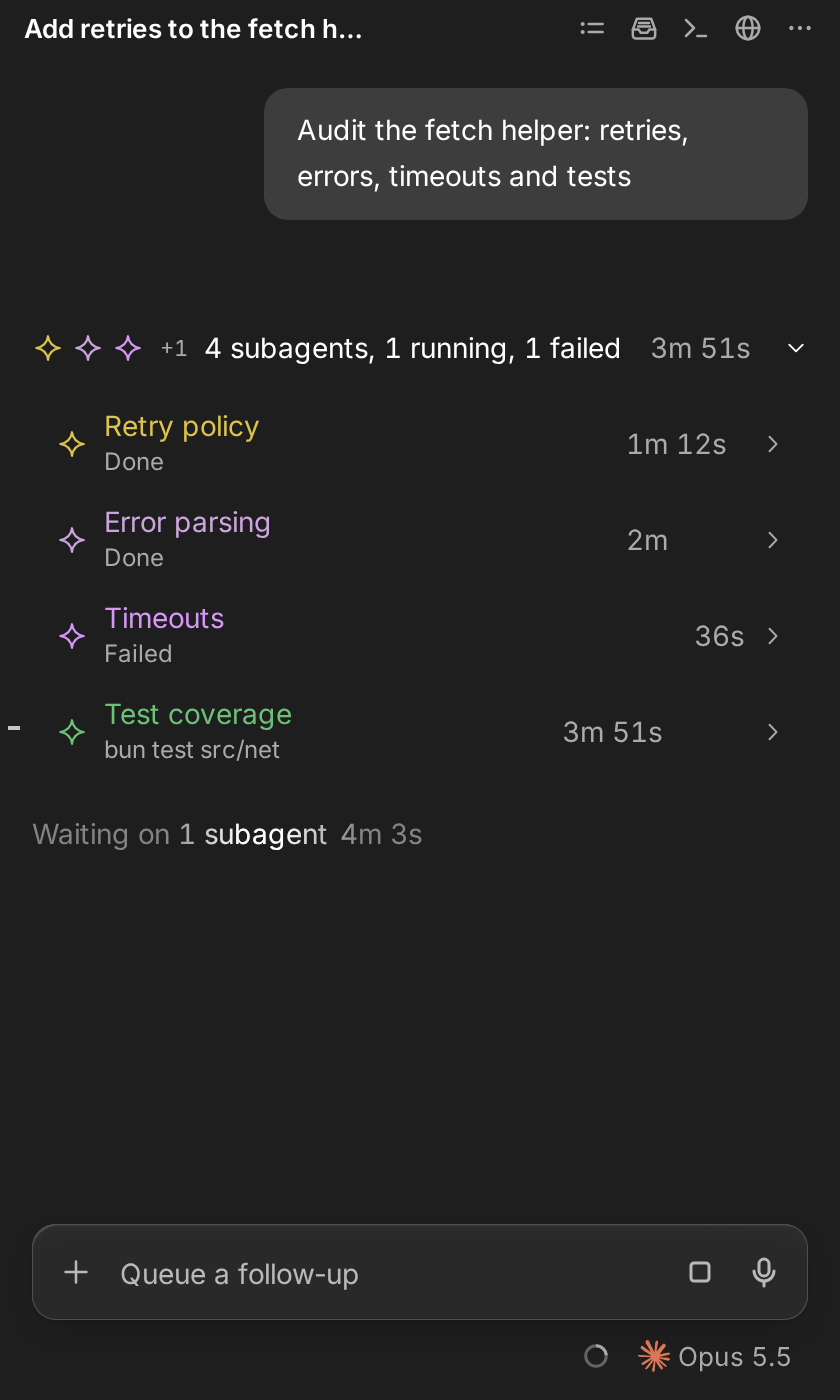 Add retries to the fetch h...
Audit the fetch helper: retries,
errors, timeouts and tests
+1 4 subagents, 1 running, 1 failed 3m 51s
Retry policy
Done
1m 12s
Error parsing
Done
2m
Timeouts
Failed
36s
Test coverage
bun test src/net
3m 51s
Waiting on 1 subagent 4m 3s
Queue a follow-up
Opus 5.5